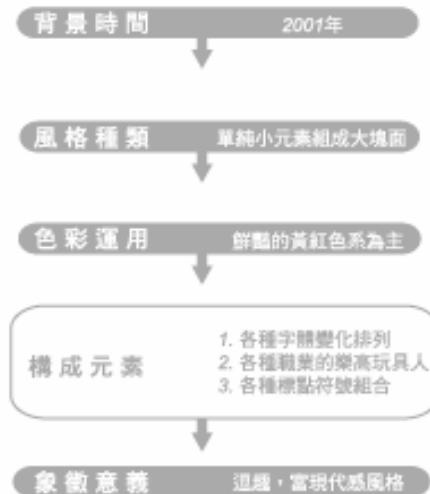 背景時間 2001年
風格種類 單純小元素組成大塊面
色彩運用 鮮豔的黃紅色系為主
構成元素
1. 各種字體變化排列
2. 各種職業的樂高玩具人
3. 各種標點符號組合
象徵意義 逗趣，富現代感風格